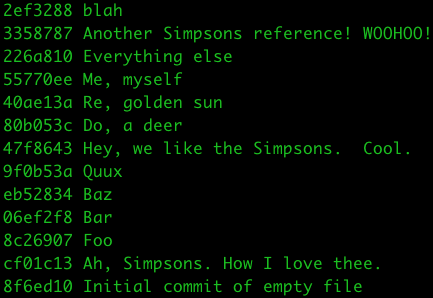 2ef3288 blah
3358787 Another Simpsons reference! WOOHOO!
226a810 Everything else
55770ee Me, myself
40ae13a Re, golden sun
80b053c Do, a deer
47f8643 Hey, we like the Simpsons.  Cool.
9f0b53a Quux
eb52834 Baz
06ef2f8 Bar
8c26907 Foo
cf01c13 Ah, Simpsons. How I love thee.
8f6ed10 Initial commit of empty file